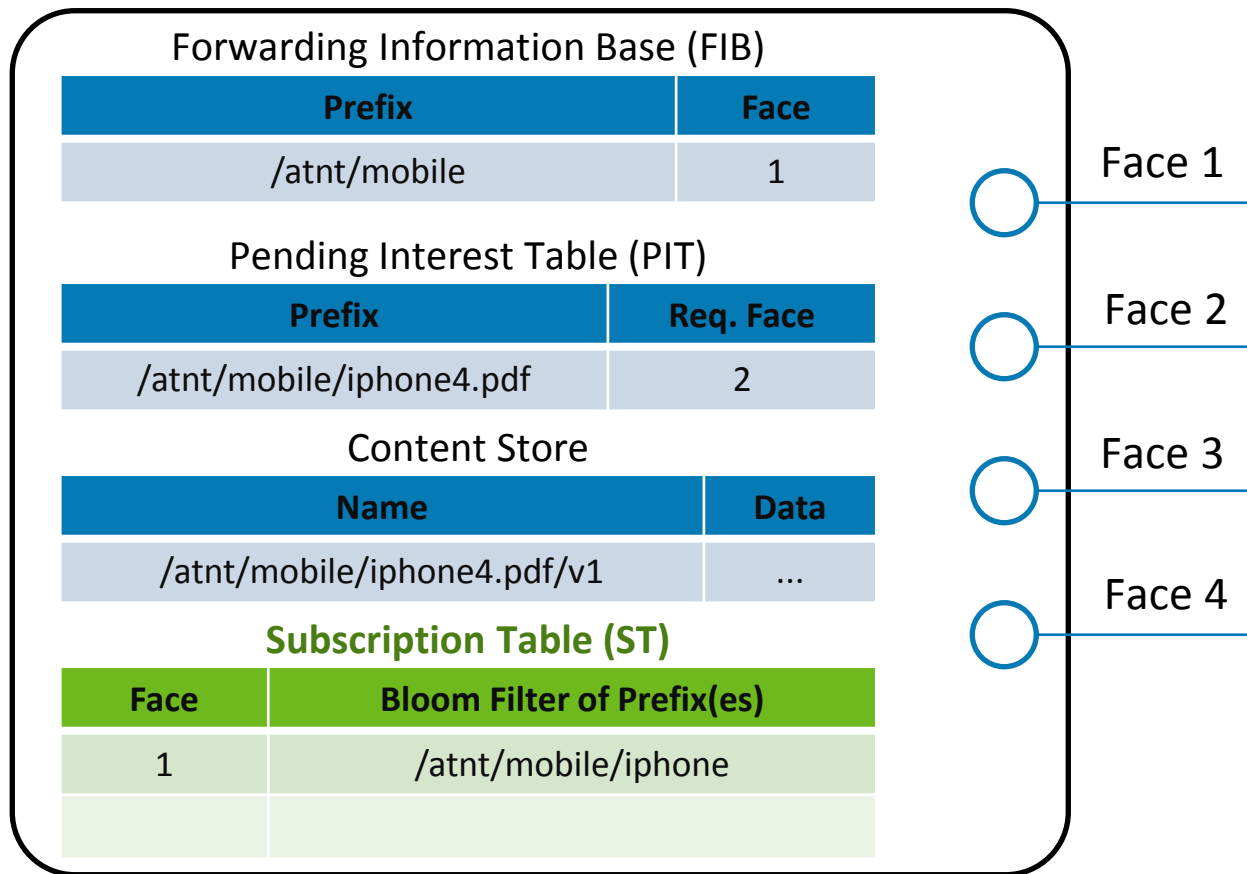 Forwarding Information Base (FIB)
Prefix Face
/atnt/mobile 1
Pending Interest Table (PIT)
Prefix Req. Face
/atnt/mobile/iphone4.pdf 2
Content Store
Name Data
/atnt/mobile/iphone4.pdf/v1 ...
Subscription Table (ST)
Face Bloom Filter of Prefix(es)
1 /atnt/mobile/iphone
Face 1
Face 2
Face 3
Face 4